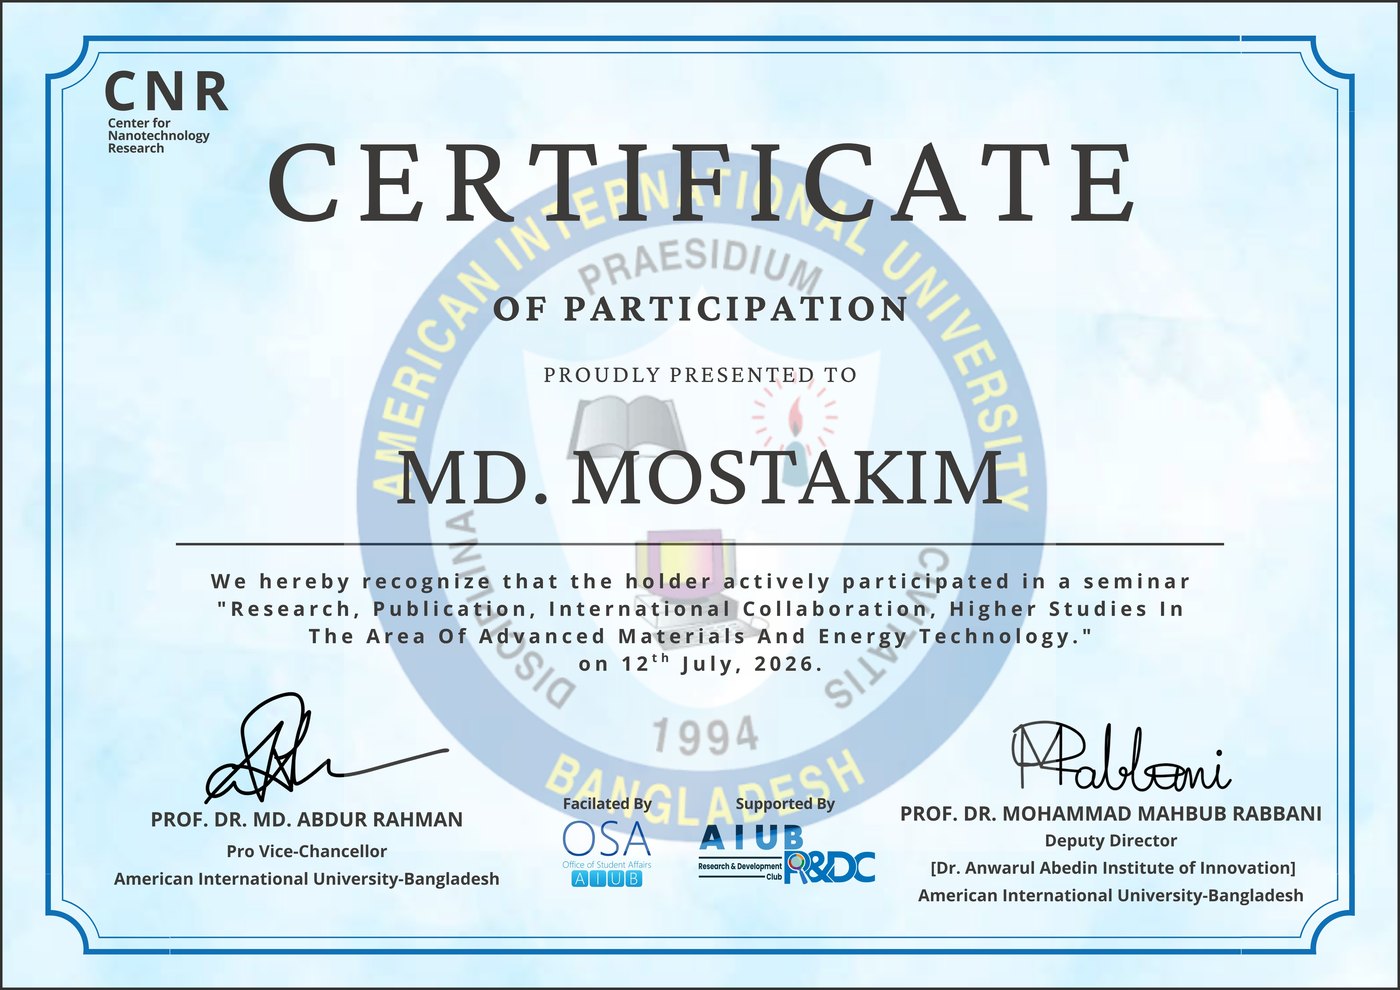 CNR
Center for
Nanotechnology
Research
CERTIFICATE
OF PARTICIPATION
PROUDLY PRESENTED TO
MD. MOSTAKIM
We hereby recognize that the holder actively participated in a seminar
"Research, Publication, International Collaboration, Higher Studies In
The Area Of Advanced Materials And Energy Technology."
on 12th July, 2026.
AMERICAN INTERNATIONAL UNIVERSITY
PRAESIDIUM
DISCIPLINA
CIVITATIS
1994
BANGLADESH
PROF. DR. MD. ABDUR RAHMAN
Pro Vice-Chancellor
American International University-Bangladesh
Facilated By
OSA
Office of Student Affairs
AIUB
Supported By
AIUB
Research & Development
Club
R&DC
Rabbani
PROF. DR. MOHAMMAD MAHBUB RABBANI
Deputy Director
[Dr. Anwarul Abedin Institute of Innovation]
American International University-Bangladesh